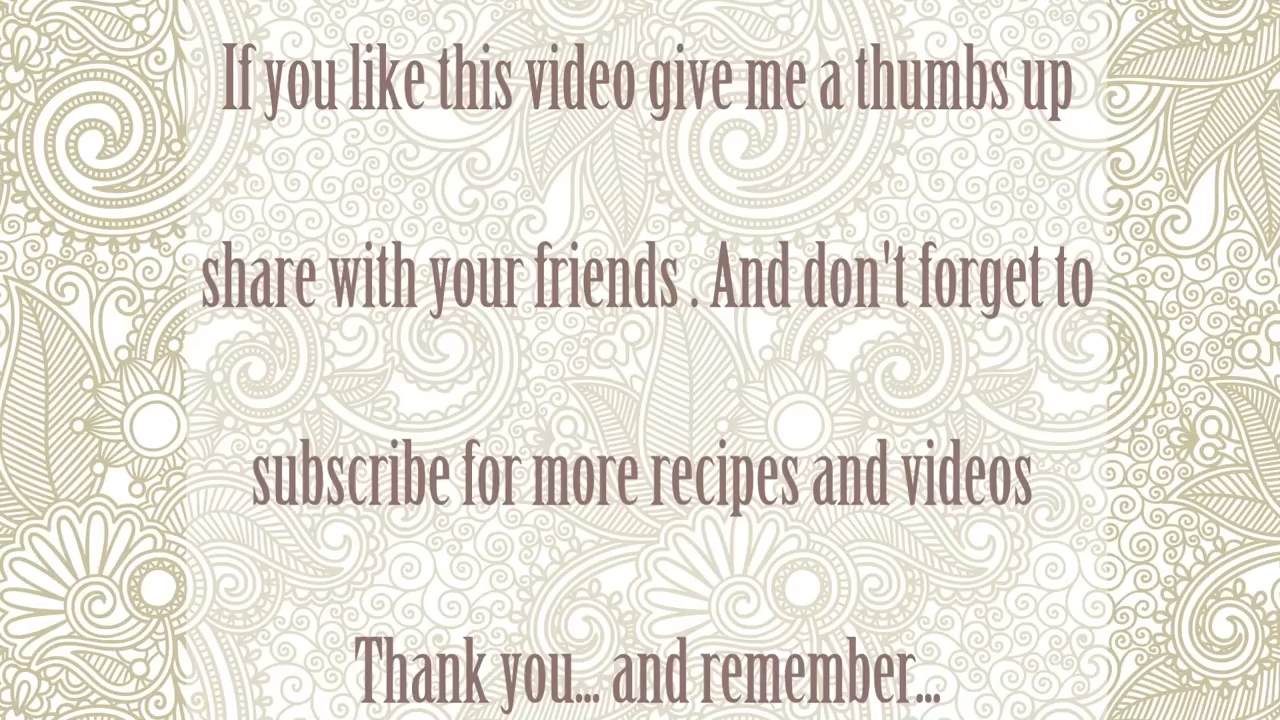 If you like this video give me a thumbs up
share with your friends . And don't forget to
subscribe for more recipes and videos
Thank you... and remember...